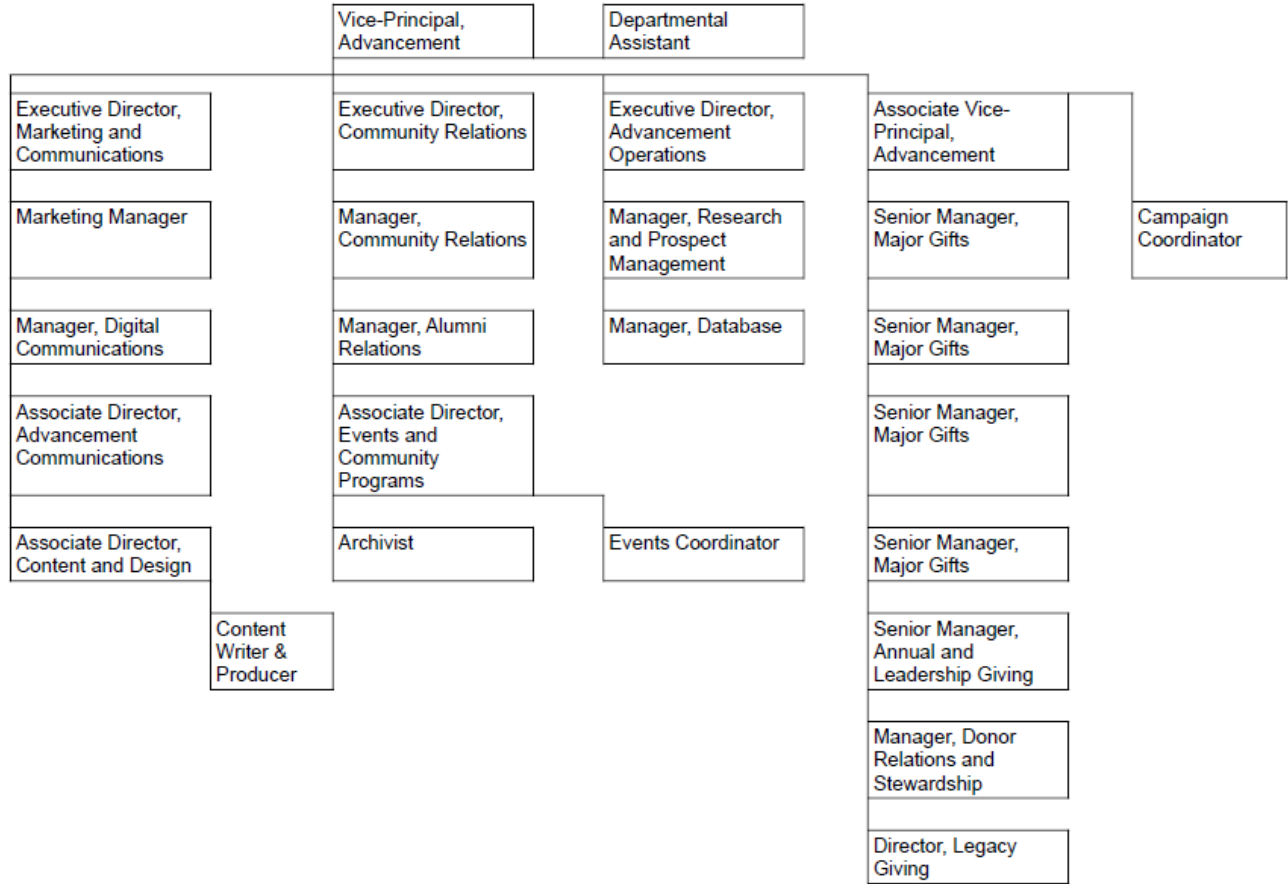 Vice-Principal,
Advancement
Departmental
Assistant
Executive Director,
Marketing and
Communications
Executive Director,
Community Relations
Executive Director,
Advancement
Operations
Associate Vice-
Principal,
Advancement
Marketing Manager
Manager,
Community Relations
Manager, Research
and Prospect
Management
Senior Manager,
Major Gifts
Campaign
Coordinator
Manager, Digital
Communications
Manager, Alumni
Relations
Manager, Database
Senior Manager,
Major Gifts
Associate Director,
Advancement
Communications
Associate Director,
Events and
Community
Programs
Senior Manager,
Major Gifts
Associate Director,
Content and Design
Archivist
Events Coordinator
Senior Manager,
Major Gifts
Content
Writer &
Producer
Senior Manager,
Annual and
Leadership Giving
Manager, Donor
Relations and
Stewardship
Director, Legacy
Giving